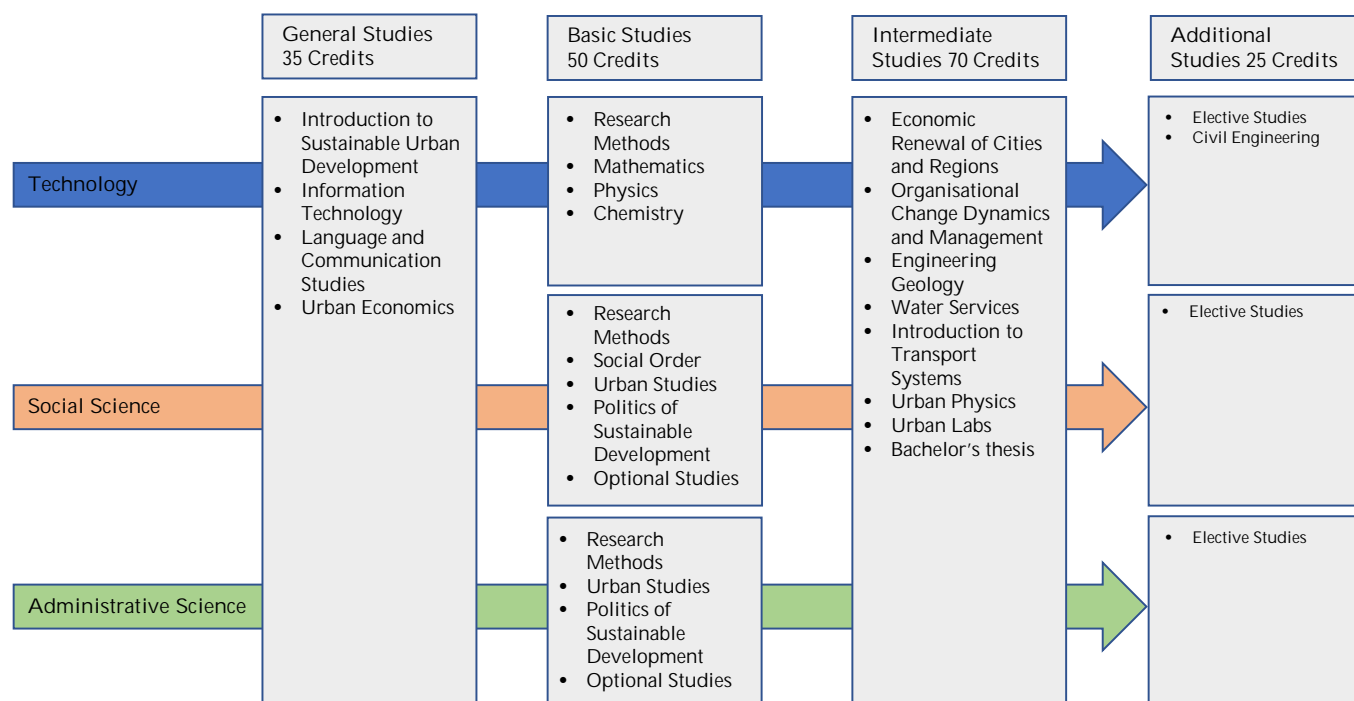 General Studies
35 Credits
Basic Studies
50 Credits
Intermediate
Studies 70 Credits
Additional
Studies 25 Credits
Technology
Social Science
Administrative Science
• Introduction to
Sustainable Urban
Development
• Information
Technology
• Language and
Communication
Studies
• Urban Economics
• Research
Methods
• Mathematics
• Physics
• Chemistry
• Research
Methods
• Social Order
• Urban Studies
• Politics of
Sustainable
Development
• Optional Studies
• Research
Methods
• Urban Studies
• Politics of
Sustainable
Development
• Optional Studies
• Economic
Renewal of Cities
and Regions
• Organisational
Change Dynamics
and Management
• Engineering
Geology
• Water Services
• Introduction to
Transport
Systems
• Urban Physics
• Urban Labs
• Bachelor's thesis
• Elective Studies
• Civil Engineering
• Elective Studies
• Elective Studies